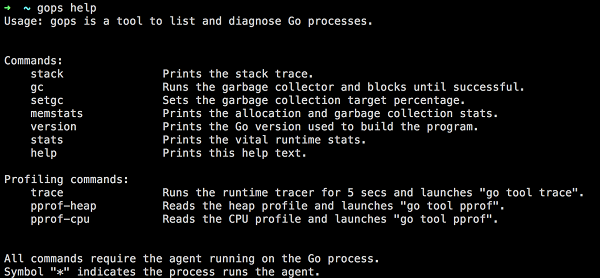 ➜  ~ gops help
Usage: gops is a tool to list and diagnose Go processes.
Commands:
    stack              Prints the stack trace.
    gc                 Runs the garbage collector and blocks until successful.
    setgc              Sets the garbage collection target percentage.
    memstats           Prints the allocation and garbage collection stats.
    version            Prints the Go version used to build the program.
    stats              Prints the vital runtime stats.
    help               Prints this help text.
Profiling commands:
    trace              Runs the runtime tracer for 5 secs and launches "go tool trace".
    pprof-heap         Reads the heap profile and launches "go tool pprof".
    pprof-cpu          Reads the CPU profile and launches "go tool pprof".
All commands require the agent running on the Go process.
Symbol "*" indicates the process runs the agent.